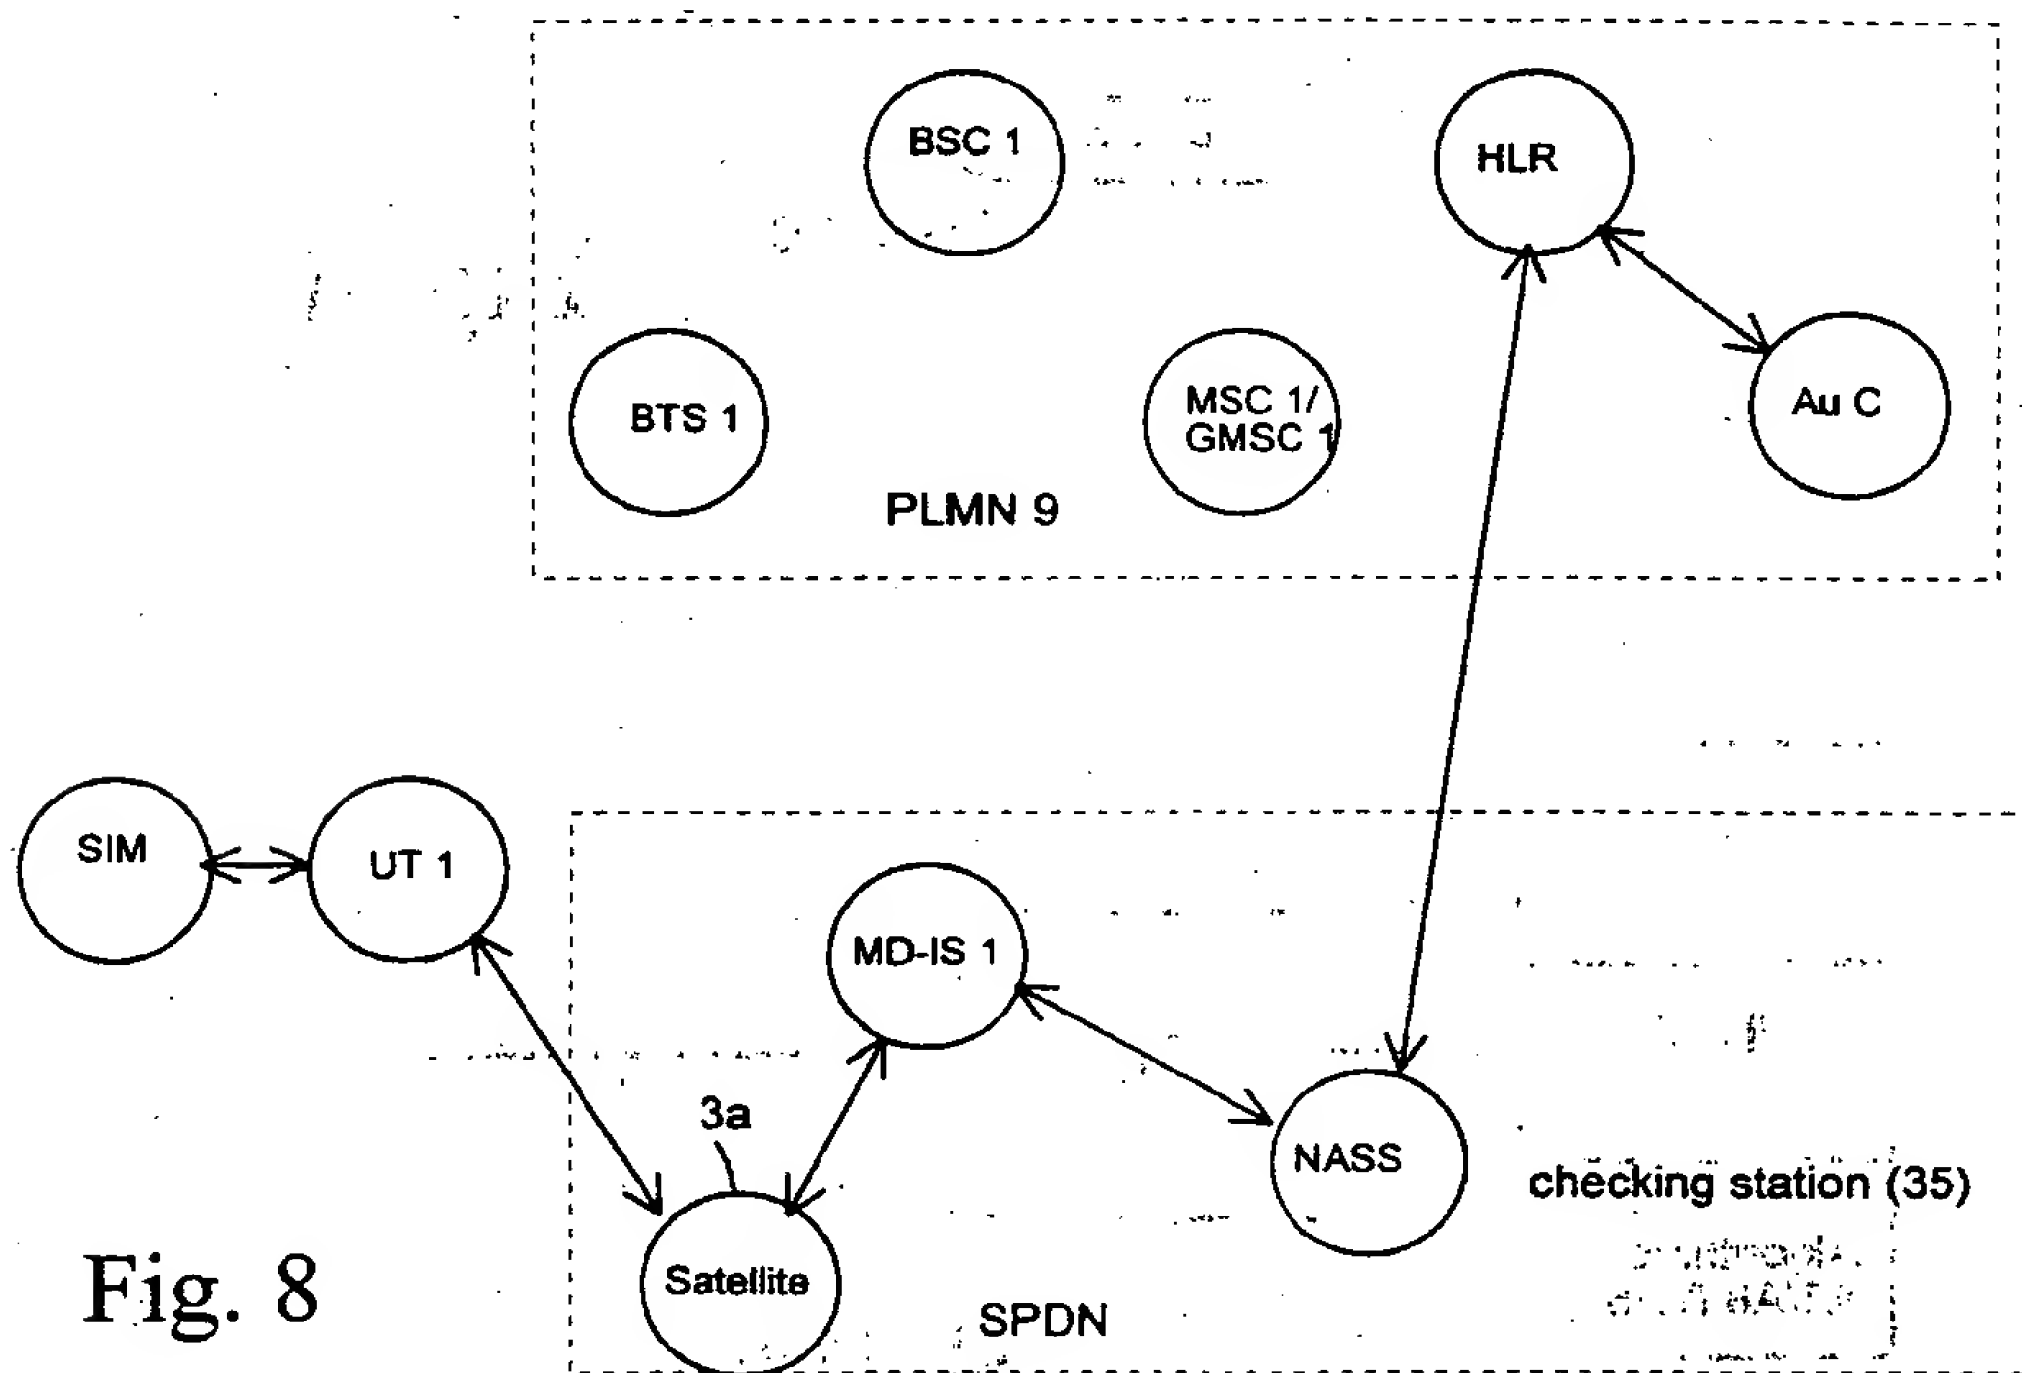 BSC 1
HLR
BTS 1
MSC 1/
GMSC 1
Au C
PLMN 9
SIM
UT 1
MD-IS 1
3a
NASS
checking station (35)
Satellite
SPDN
Fig. 8